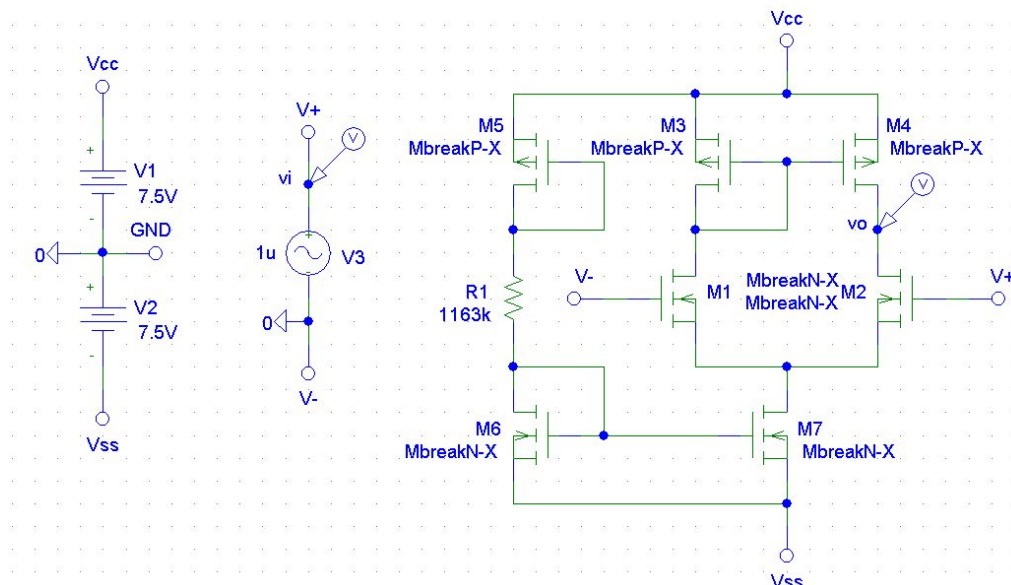 Vcc
Vcc
V+
M5
MbreakP-X
M3
MbreakP-X
M4
MbreakP-X
V
+
V1
7.5V
-
vi
V
GND
vo
0
1u
+
V3
-
V-
M1
MbreakN-X
MbreakN-X
M2
V+
+
V2
7.5V
-
R1
1163k
0
V-
Vss
M6
MbreakN-X
M7
MbreakN-X
Vss